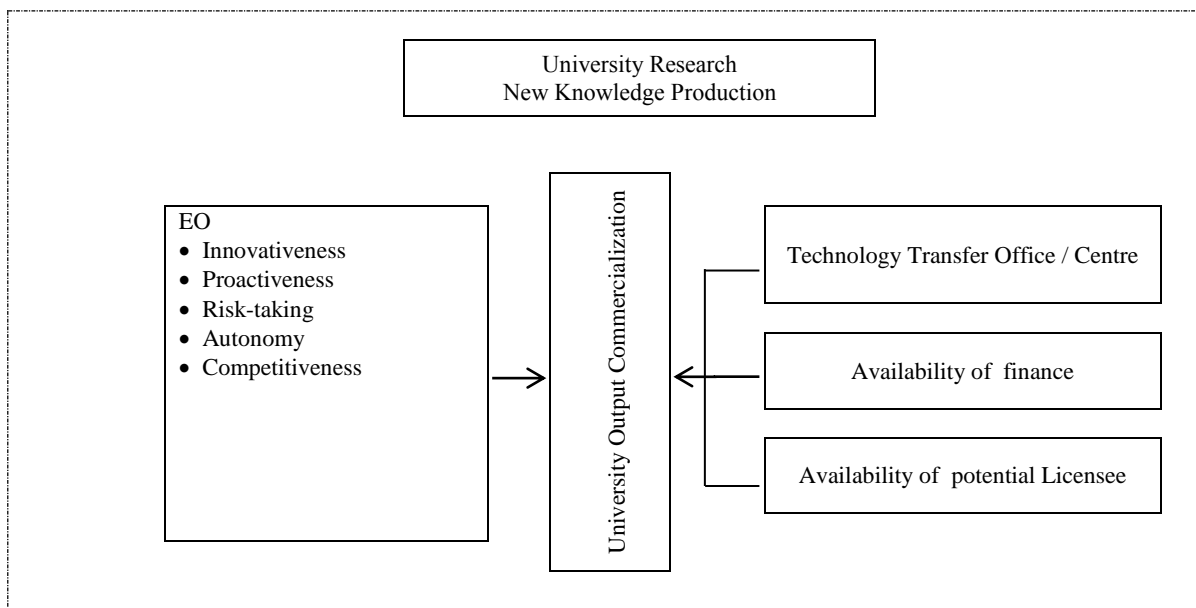 University Research
New Knowledge Production
EO
• Innovativeness
• Proactiveness
• Risk-taking
• Autonomy
• Competitiveness
University Output Commercialization
Technology Transfer Office / Centre
Availability of finance
Availability of potential Licensee